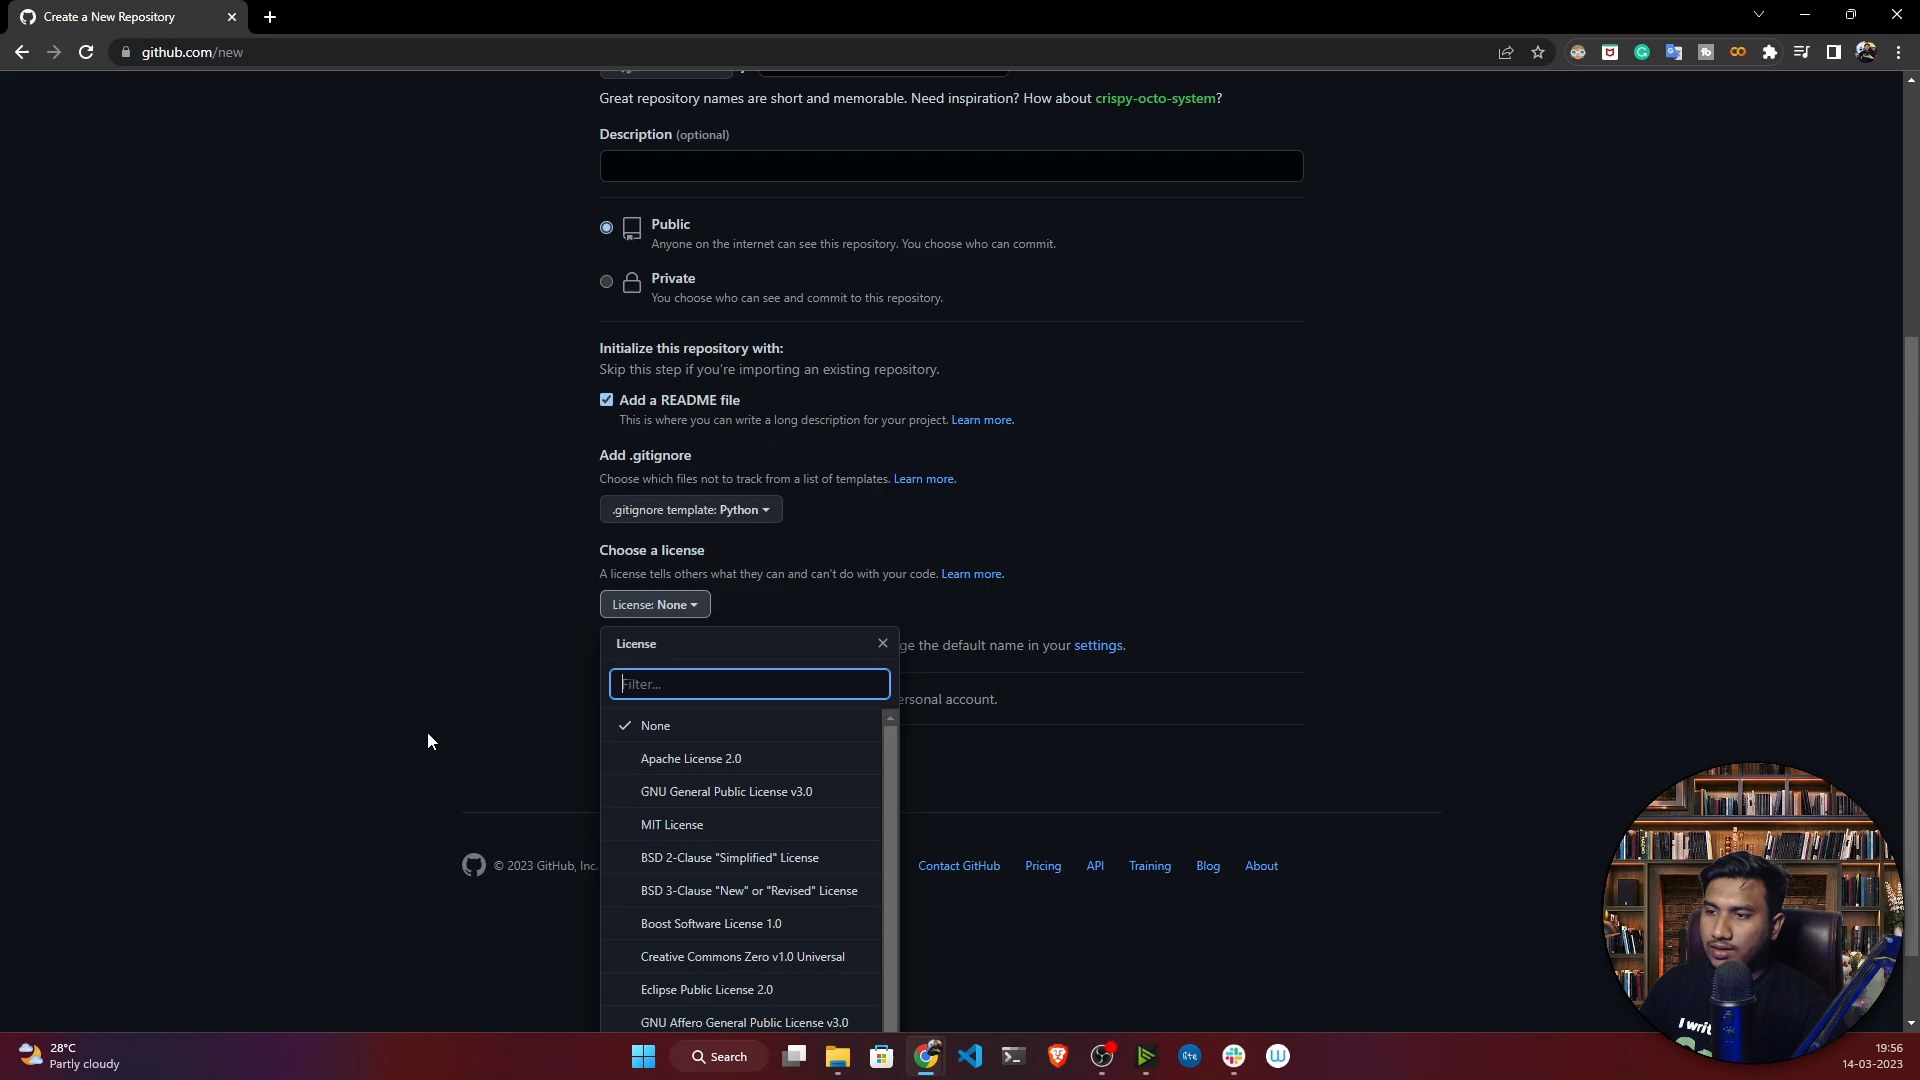 Create a New Repository
github.com/new
Great repository names are short and memorable. Need inspiration? How about crispy-octo-system?
Description (optional)
Public
Anyone on the internet can see this repository. You choose who can commit.
Private
You choose who can see and commit to this repository.
Initialize this repository with:
Skip this step if you're importing an existing repository.
Add a README file
This is where you can write a long description for your project. Learn more.
Add .gitignore
Choose which files not to track from a list of templates. Learn more.
.gitignore template: Python
Choose a license
A license tells others what they can and can't do with your code. Learn more.
License: None
License
ge the default name in your settings.
Filter...
ersonal account.
None
Apache License 2.0
GNU General Public License v3.0
MIT License
BSD 2-Clause "Simplified" License
© 2023 GitHub, Inc. Contact GitHub Pricing API Training Blog About
BSD 3-Clause "New" or "Revised" License
Boost Software License 1.0
Creative Commons Zero v1.0 Universal
Eclipse Public License 2.0
GNU Affero General Public License v3.0
I writ
28°C
Partly cloudy
Search
lite
19:56
14-03-2023